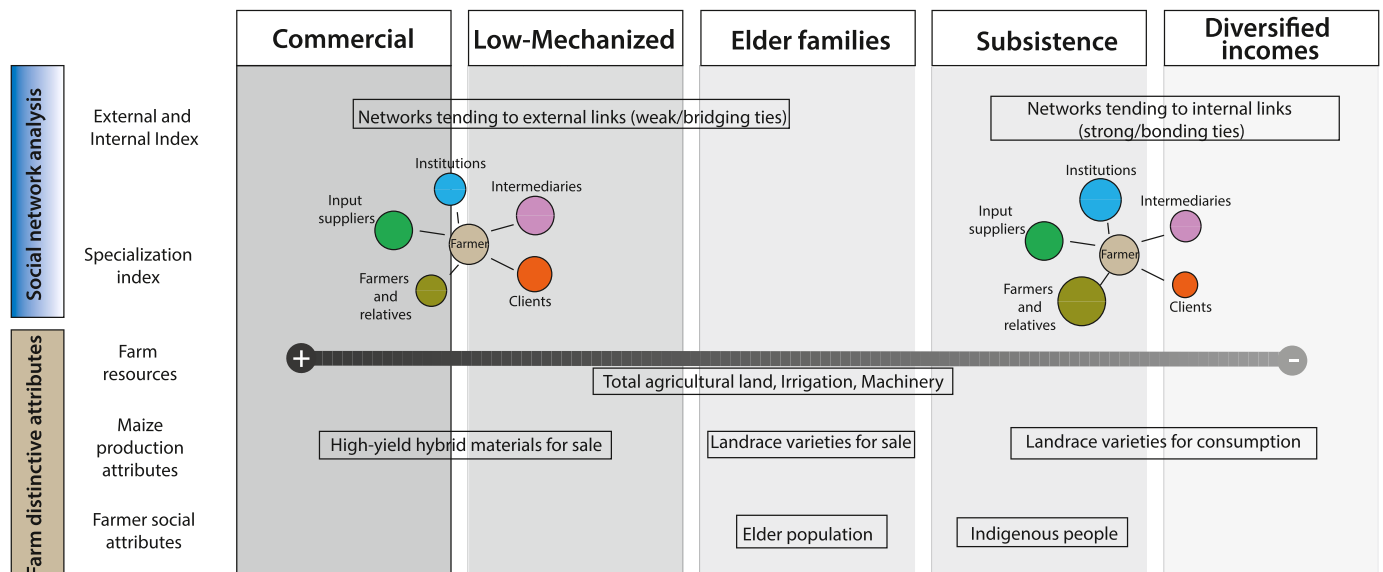 Commercial
Low-Mechanized
Elder families
Subsistence
Diversified
incomes
Social network analysis
External and
Internal Index
Networks tending to external links (weak/bridging ties)
Networks tending to internal links
(strong/bonding ties)
Specialization
index
Institutions
Intermediaries
Input
suppliers
Farmer
Farmers
and
relatives
Clients
Institutions
Intermediaries
Input
suppliers
Farmer
Farmers
and
relatives
Clients
Farm distinctive attributes
Farm
resources
+
-
Total agricultural land, Irrigation, Machinery
Maize
production
attributes
High-yield hybrid materials for sale
Landrace varieties for sale
Landrace varieties for consumption
Farmer social
attributes
Elder population
Indigenous people